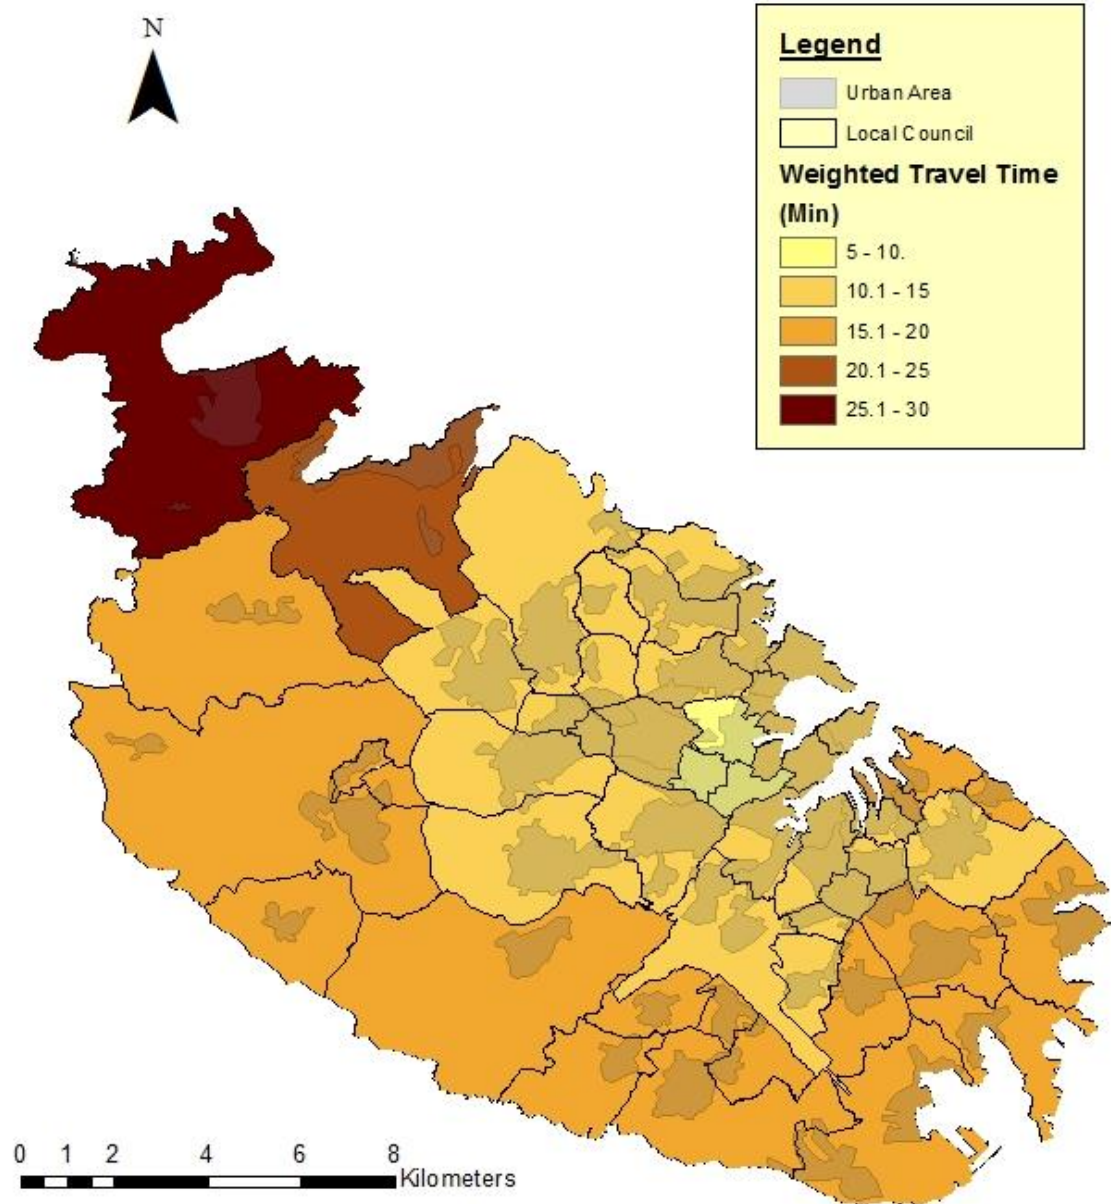 N
Legend
Urban Area
Local Council
Weighted Travel Time
(Min)
5 - 10.
10.1 - 15
15.1 - 20
20.1 - 25
25.1 - 30
0 1 2 4 6 8
Kilometers